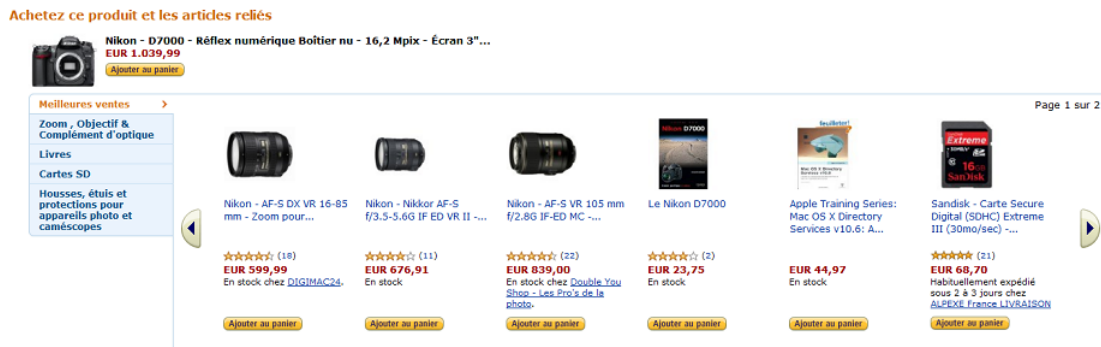 Achetez ce produit et les articles reliés
Nikon - D7000 - Réflex numérique Boîtier nu - 16,2 Mpix - Écran 3"...
EUR 1.039,99
Ajouter au panier
Meilleures ventes
Zoom , Objectif &
Complément d'optique
Livres
Cartes SD
Housses, étuis et
protections pour
appareils photo et
caméscopes
Page 1 sur 2
Nikon - AF-S DX VR 16-85
mm - Zoom pour...
(18)
EUR 599,99
En stock chez DIGIMAC24.
Ajouter au panier
Nikon - Nikkor AF-S
f/3.5-5.6G IF ED VR II -...
(11)
EUR 676,91
En stock
Ajouter au panier
Nikon - AF-S VR 105 mm
f/2.8G IF-ED MC -...
(22)
EUR 839,00
En stock chez Double You
Shop - Les Pro's de la
photo.
Ajouter au panier
Nikon D7000
Le Nikon D7000
(2)
EUR 23,75
En stock
Ajouter au panier
feuilleter!
Apple Training Series:
Mac OS X Directory
Services v10.6: A...
EUR 44,97
En stock
Ajouter au panier
Extreme
16GB
SanDisk
Sandisk - Carte Secure
Digital (SDHC) Extreme
III (30mo/sec) -...
(21)
EUR 68,70
Habituellement expédié
sous 2 à 3 jours chez
ALPEXE France LIVRAISON
Ajouter au panier